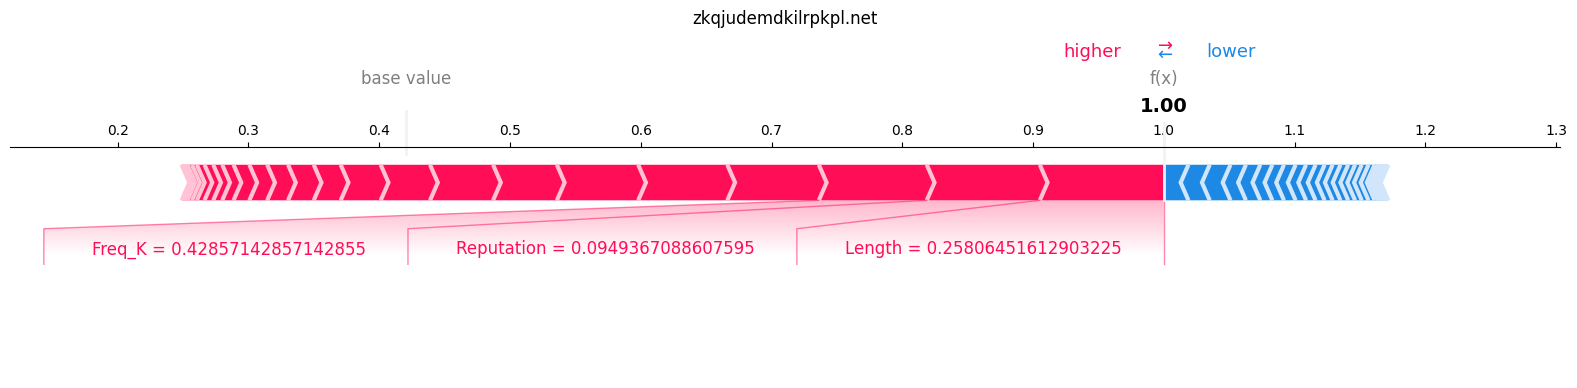 zkqjudemdkilrpkpl.net
higher → ← lower
base value f(x)
1.00
0.2 0.3 0.4 0.5 0.6 0.7 0.8 0.9 1.0 1.1 1.2 1.3
Freq_K = 0.42857142857142855 Reputation = 0.0949367088607595 Length = 0.25806451612903225